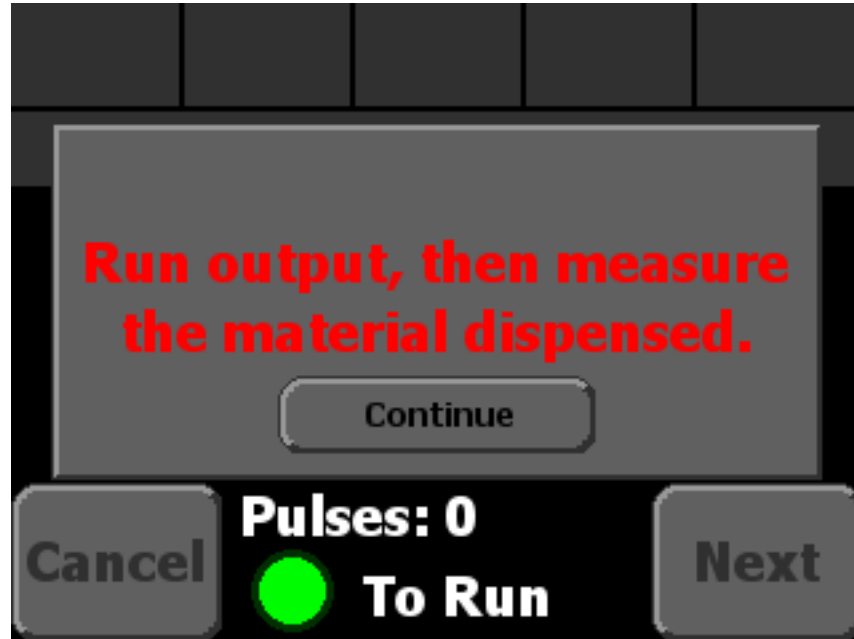 Run output, then measure
the material dispensed.
Continue
Pulses: 0
Cancel
Next
To Run